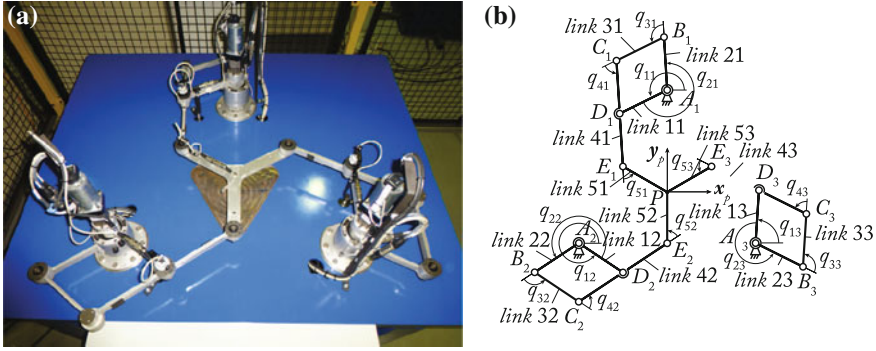 (a)
(b)
q31
B1
link 31
C1
link 21
q41
q11
q21
A1
D1
link 11
link 41
yp
q53
link 53
E3
link 43
E1
D3
q43
xp
link 51
q51
P
C3
link 52
link 13
q13
q22
q52
A2
link 12
A3
link 33
link 22
E2
B2
q12
q23
link 23
q33
D2
link 42
B3
q32
link 32
q42
C2